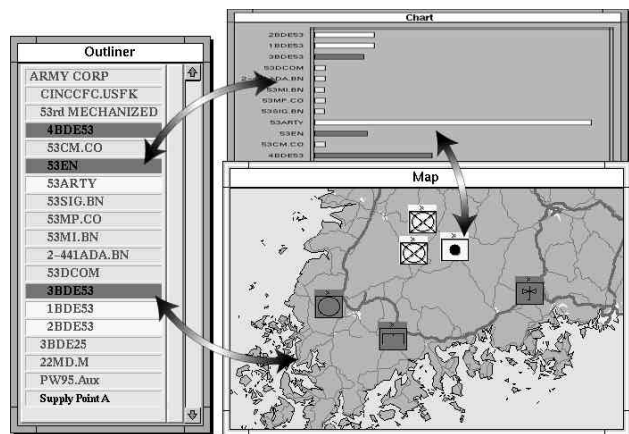 Outliner
ARMY CORP
CINCCFC.USFK
53rd MECHANIZED
4BDE53
53CM.CO
53EN
53ARTY
53SIG.BN
53MP.CO
53MI.BN
2-441ADA.BN
53DCOM
3BDE53
1BDE53
2BDE53
3BDE25
22MD.M
PW95.Aux
Supply Point A
Chart
2BDE53
1BDE53
3BDE53
53DCOM
2-441ADA.BN
53MI.BN
53MP.CO
53SIG.BN
53ARTY
53EN
53CM.CO
4BDE53
Map